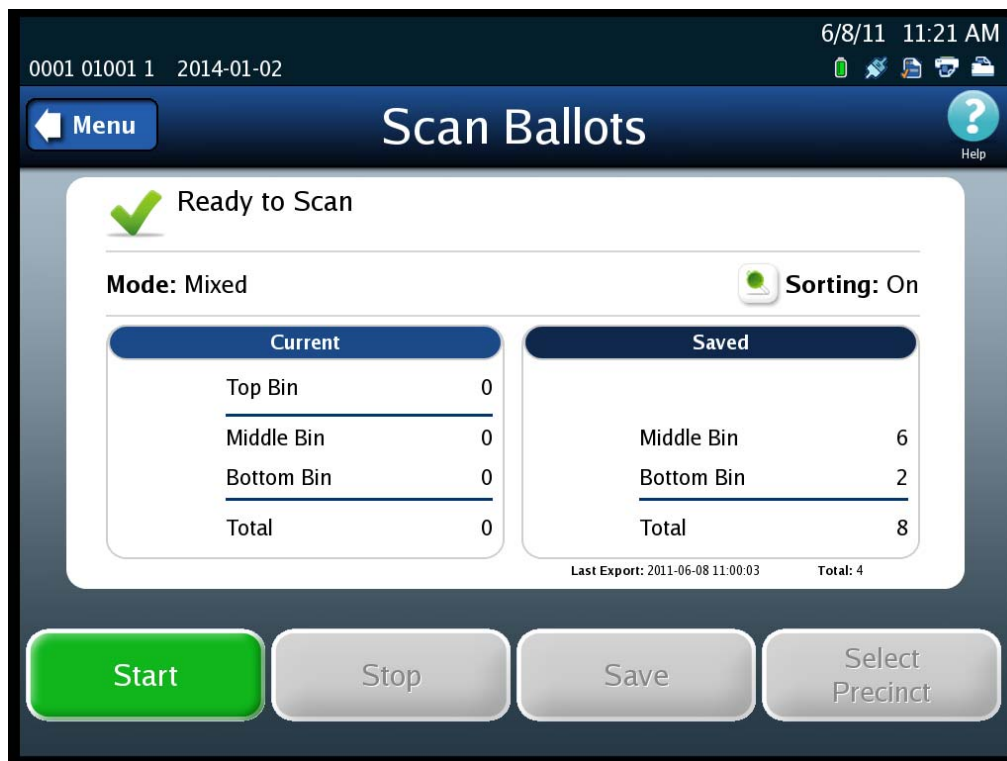 6/8/11 11:21 AM
0001 01001 1 2014-01-02
Menu
Scan Ballots
?
Help
Ready to Scan
Mode: Mixed
Sorting: On
Current
Top Bin 0
Middle Bin 0
Bottom Bin 0
Total 0
Saved
Middle Bin 6
Bottom Bin 2
Total 8
Last Export: 2011-06-08 11:00:03 Total: 4
Start
Stop
Save
Select
Precinct